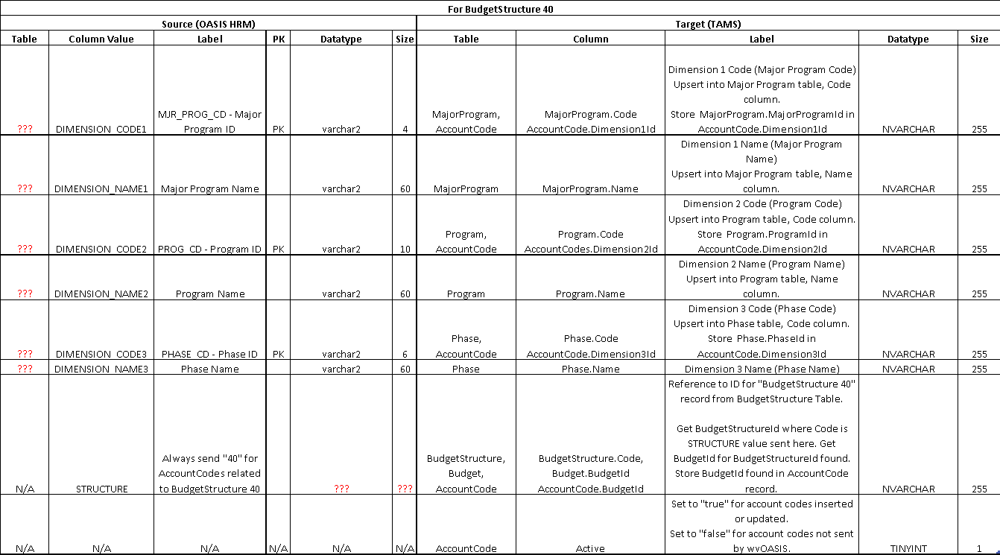 For BudgetStructure 40
Source (OASIS HRM) Target (TAMS)
Table Column Value Label PK Datatype Size Table Column Label Datatype Size
Dimension 1 Code (Major Program Code)
Upsert into Major Program table, Code
column.
MJR_PROG_CD - Major MajorProgram, MajorProgram.Code Store MajorProgram.MajorProgramId in
??? DIMENSION_CODE1 Program ID PK varchar2 4 AccountCode AccountCode.Dimension1Id AccountCode.Dimension1Id NVARCHAR 255
Dimension 1 Name (Major Program
Name)
Upsert into Major Program table, Name
??? DIMENSION_NAME1 Major Program Name varchar2 60 MajorProgram MajorProgram.Name column. NVARCHAR 255
Dimension 2 Code (Program Code)
Upsert into Program table, Code column.
Program, Program.Code Store Program.ProgramId in
??? DIMENSION_CODE2 PROG_CD - Program ID PK varchar2 10 AccountCode AccountCodes.Dimension2Id AccountCode.Dimension2Id NVARCHAR 255
Dimension 2 Name (Program Name)
Upsert into Program table, Name
??? DIMENSION_NAME2 Program Name varchar2 60 Program Program.Name column. NVARCHAR 255
Dimension 3 Code (Phase Code)
Upsert into Phase table, Code column.
Phase, Phase.Code Store Phase.PhaseId in
??? DIMENSION_CODE3 PHASE_CD - Phase ID PK varchar2 6 AccountCode AccountCode.Dimension3Id AccountCode.Dimension3Id NVARCHAR 255
??? DIMENSION_NAME3 Phase Name varchar2 60 Phase Phase.Name Dimension 3 Name (Phase Name) NVARCHAR 255
Reference to ID for "BudgetStructure 40"
record from BudgetStructure Table.
Get BudgetStructureId where Code is
STRUCTURE value sent here. Get
Always send "40" for BudgetStructure, BudgetStructure.Code, BudgetId for BudgetStructureId found.
AccountCodes related Budget, Budget.BudgetId Store BudgetId found in AccountCode
N/A STRUCTURE to BudgetStructure 40 ??? ??? AccountCode AccountCode.BudgetId record. NVARCHAR 255
Set to "true" for account codes inserted
or updated.
Set to "false" for account codes not sent
N/A N/A N/A N/A N/A N/A AccountCode Active by wvOASIS. TINYINT 1